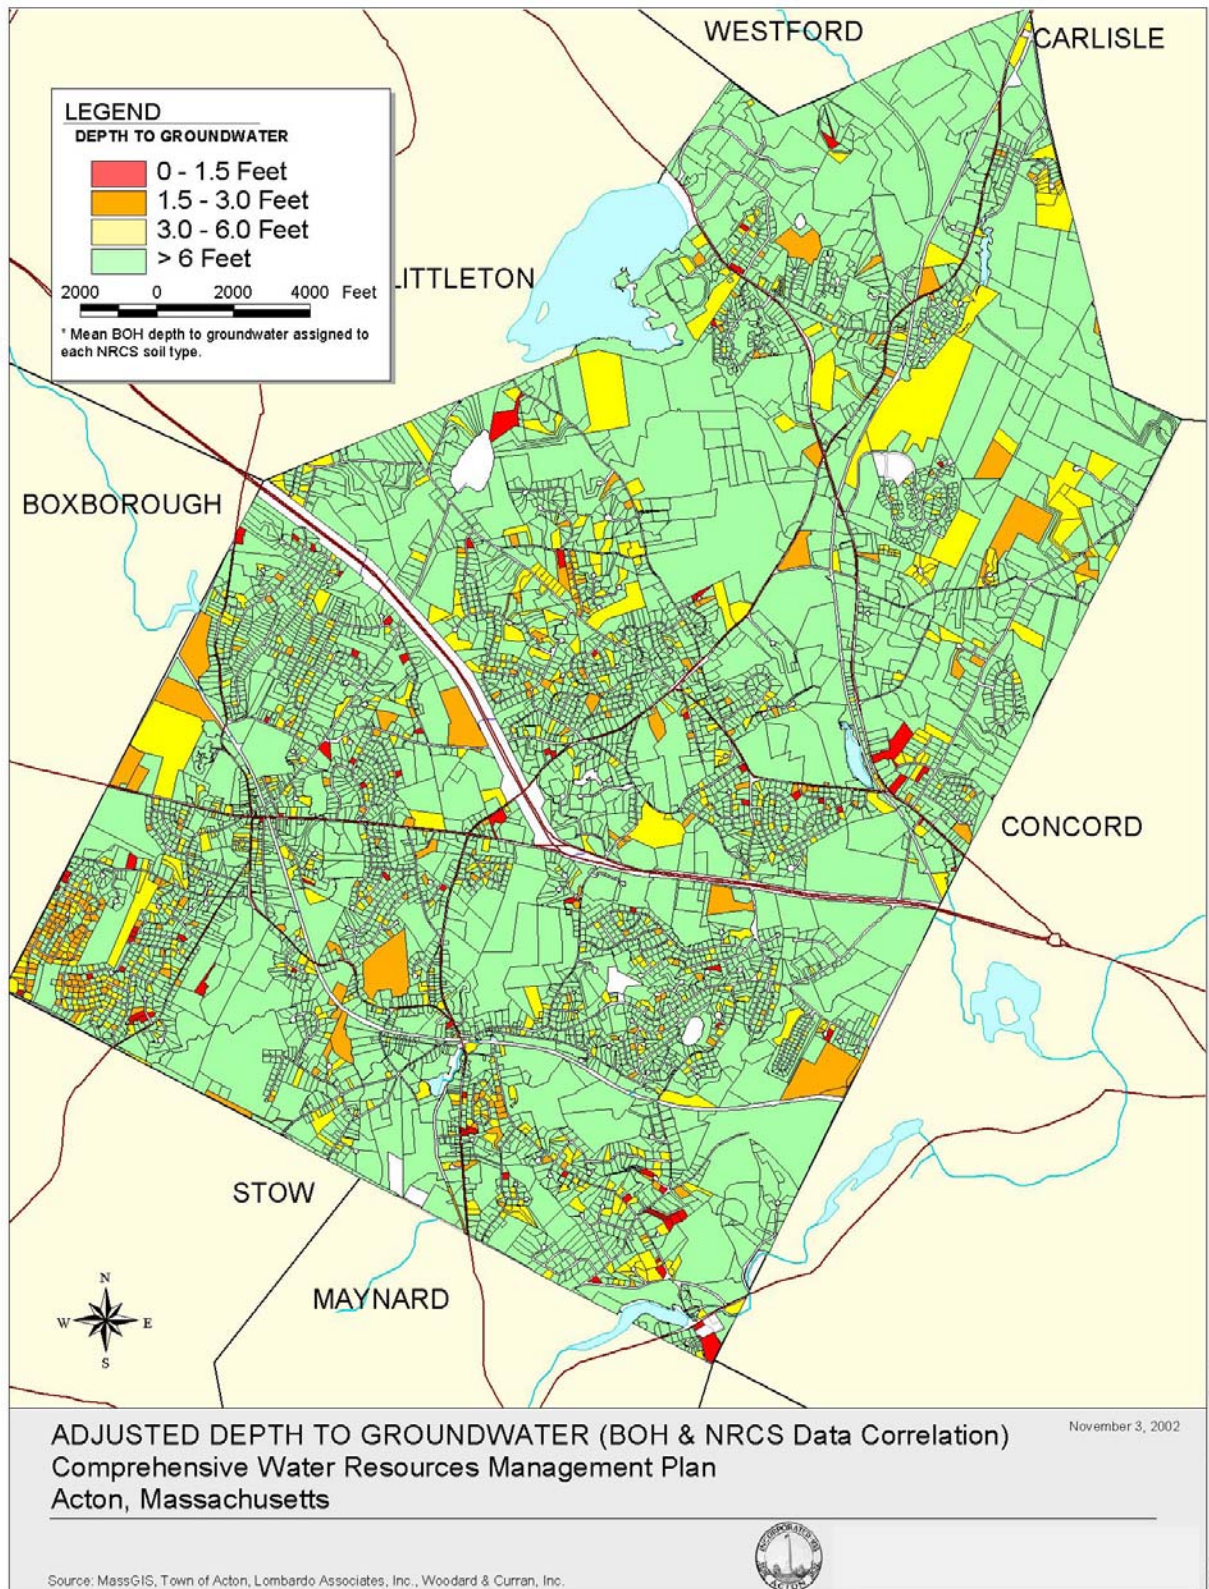 WESTFORD
CARLISLE
LEGEND
DEPTH TO GROUNDWATER
0 - 1.5 Feet
1.5 - 3.0 Feet
3.0 - 6.0 Feet
> 6 Feet
2000 0 2000 4000 Feet
* Mean BOH depth to groundwater assigned to
each NRCS soil type.
LITTLETON
BOXBOROUGH
CONCORD
STOW
MAYNARD
N
W E
S
ADJUSTED DEPTH TO GROUNDWATER (BOH & NRCS Data Correlation)
November 3, 2002
Comprehensive Water Resources Management Plan
Acton, Massachusetts
INCORPORATED
ACTON
Source: MassGIS, Town of Acton, Lombardo Associates, Inc., Woodard & Curran, Inc.